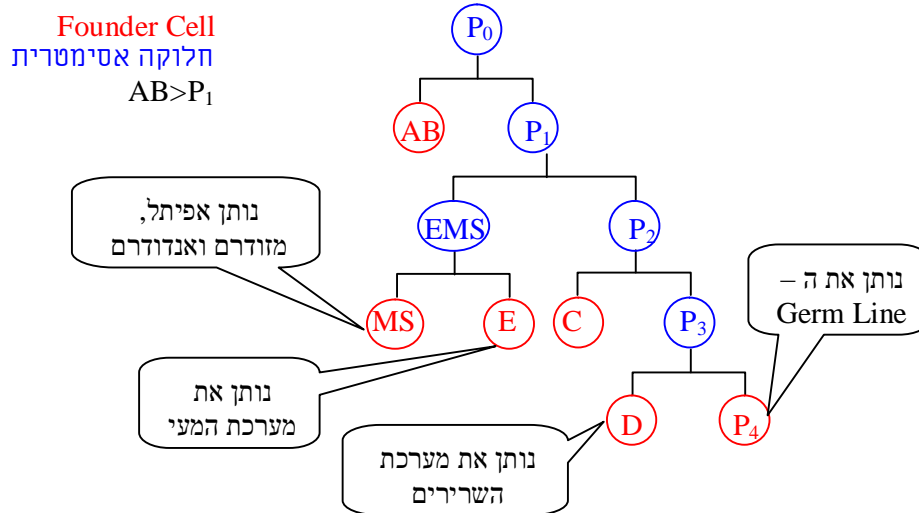 Founder Cell
חלוקה אסימטרית
AB>P₁
P₀
AB
P₁
נותן אפיתל,
מזודרם ואנדודרם
EMS
P₂
נותן את ה –
Germ Line
MS
E
C
P₃
נותן את
מערכת המעי
D
P₄
נותן את מערכת
השרירים